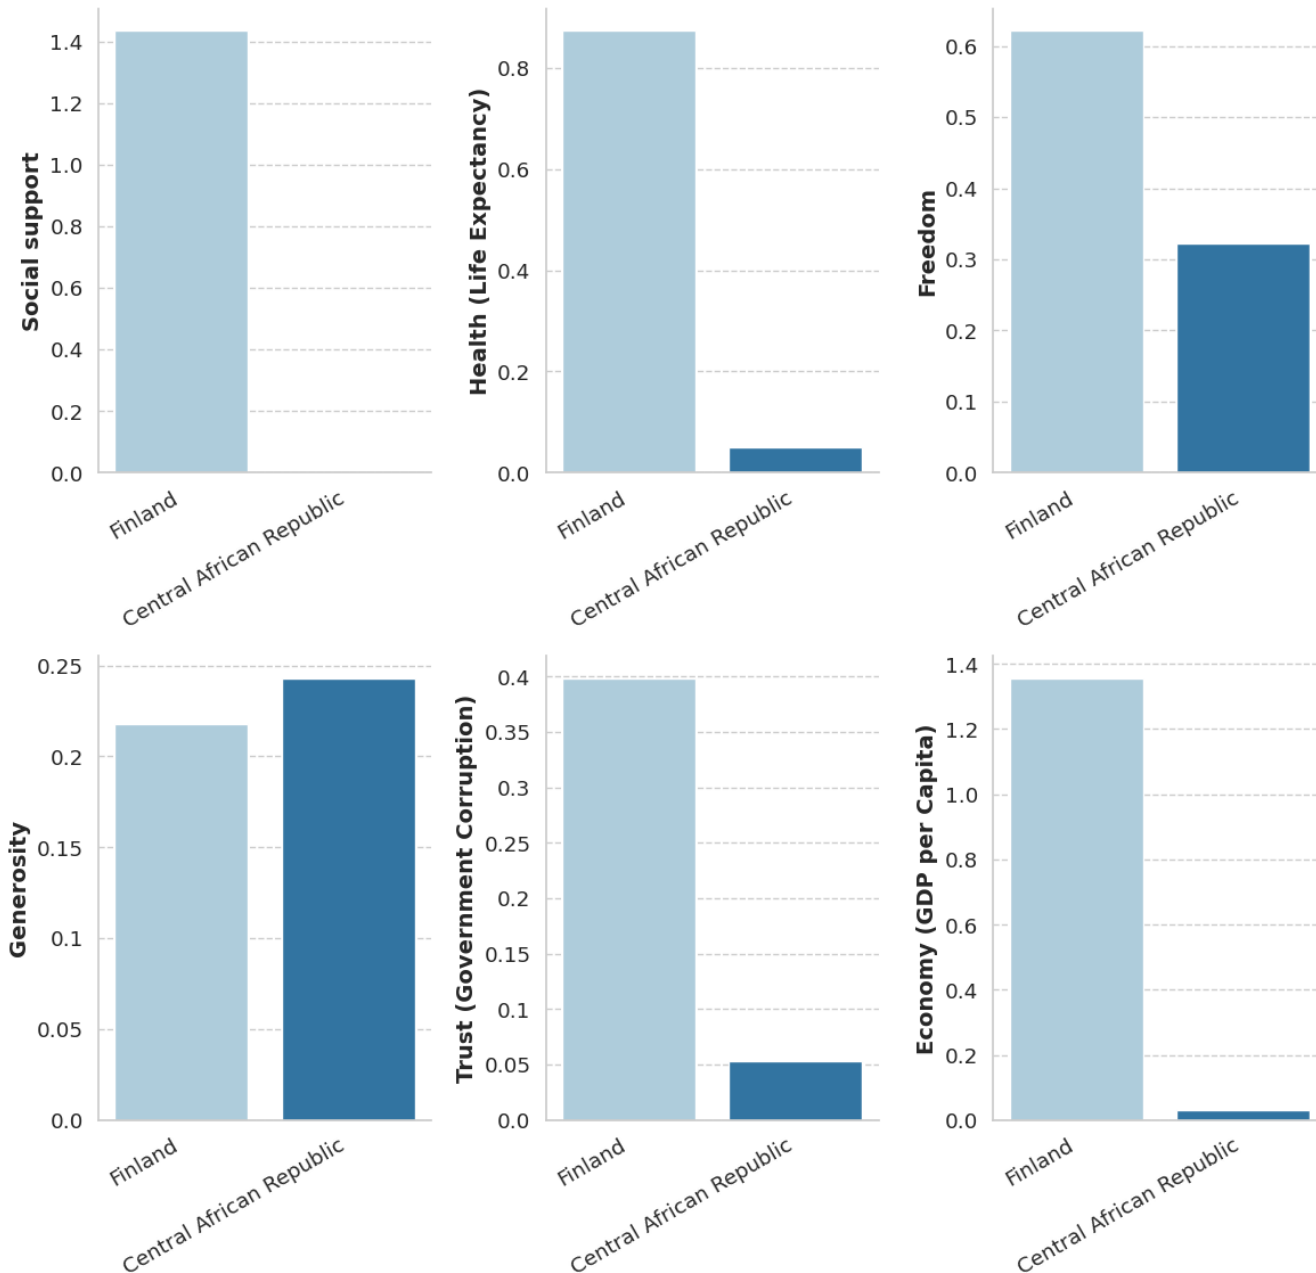 Social support
1.4
1.2
1.0
0.8
0.6
0.4
0.2
0.0
Finland
Central African Republic
Health (Life Expectancy)
0.8
0.6
0.4
0.2
0.0
Finland
Central African Republic
Freedom
0.6
0.5
0.4
0.3
0.2
0.1
0.0
Finland
Central African Republic
Generosity
0.25
0.2
0.15
0.1
0.05
0.0
Finland
Central African Republic
Trust (Government Corruption)
0.4
0.35
0.3
0.25
0.2
0.15
0.1
0.05
0.0
Finland
Central African Republic
Economy (GDP per Capita)
1.4
1.2
1.0
0.8
0.6
0.4
0.2
0.0
Finland
Central African Republic